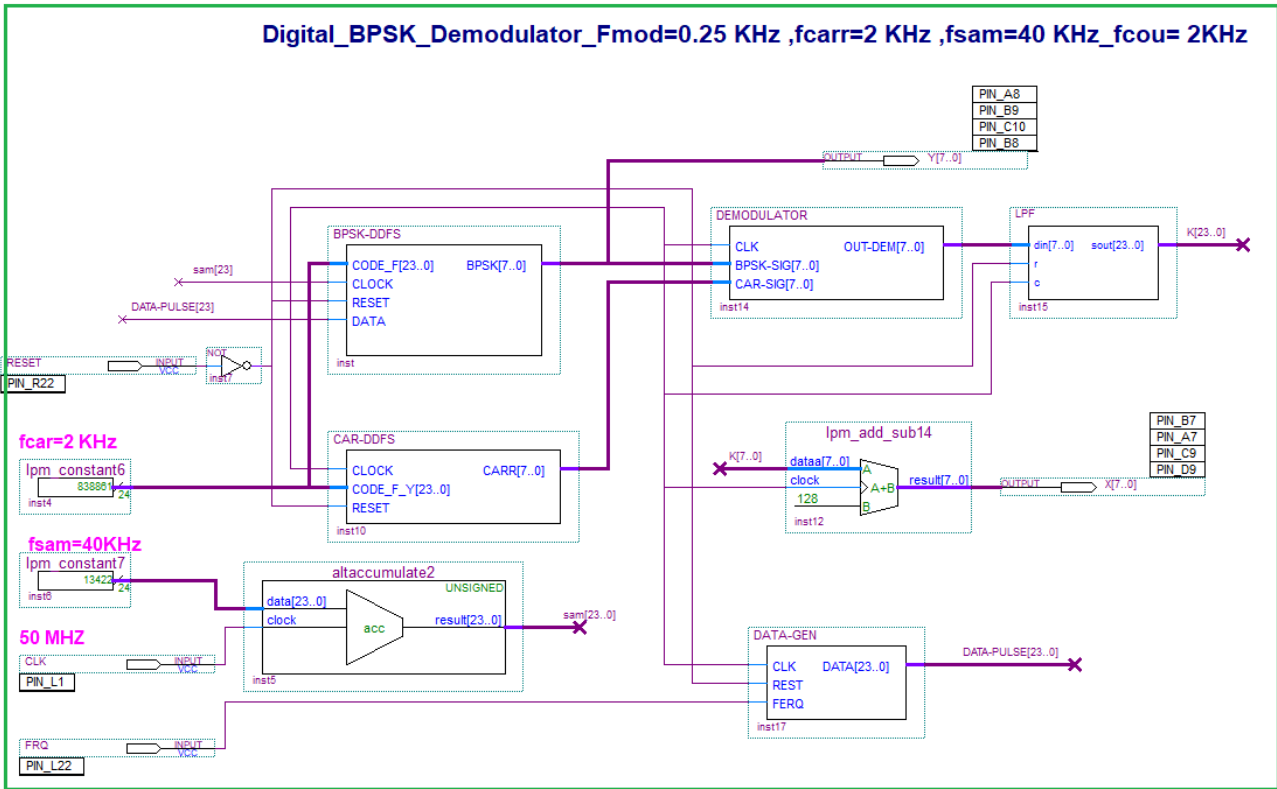 Digital_BPSK_Demodulator_Fmod=0.25 KHz ,fcarr=2 KHz ,fsam=40 KHz_fcou= 2KHz
PIN_A8
PIN_B9
PIN_C10
PIN_B8
OUTPUT Y[7..0]
BPSK-DDFS
CODE_F[23..0] BPSK[7..0]
CLOCK
RESET
DATA
inst
sam[23]
DATA-PULSE[23]
DEMODULATOR
CLK OUT-DEM[7..0]
BPSK-SIG[7..0]
CAR-SIG[7..0]
inst14
LPF
din[7..0] sout[23..0]
r
c
inst15
K[23..0]
RESET INPUT
VCC
PIN_R22
NOT
inst7
fcar=2 KHz
lpm_constant6
838861
24
inst4
CAR-DDFS
CLOCK CARR[7..0]
CODE_F_Y[23..0]
RESET
inst10
lpm_add_sub14
K[7..0]
dataa[7..0] A
clock A+B result[7..0]
128 B
inst12
PIN_B7
PIN_A7
PIN_C9
PIN_D9
OUTPUT X[7..0]
fsam=40KHz
lpm_constant7
13422
24
inst6
altaccumulate2
UNSIGNED
data[23..0]
clock acc result[23..0]
inst5
sam[23..0]
50 MHZ
CLK INPUT
VCC
PIN_L1
DATA-GEN
CLK DATA[23..0]
REST
FERQ
inst17
DATA-PULSE[23..0]
FRQ INPUT
VCC
PIN_L22